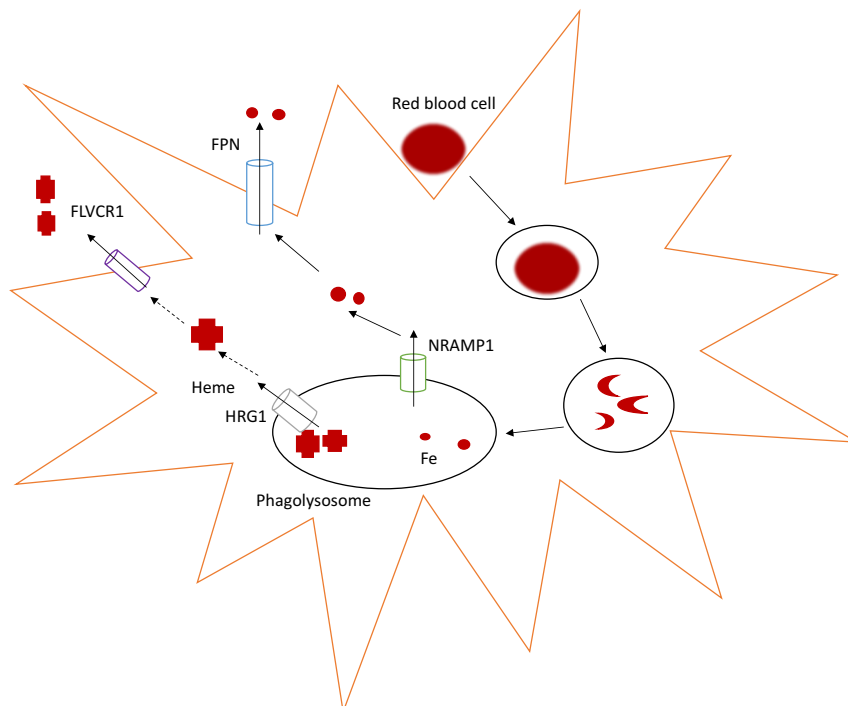 Red blood cell
FPN
FLVCR1
NRAMP1
Heme
HRG1
Fe
Phagolysosome